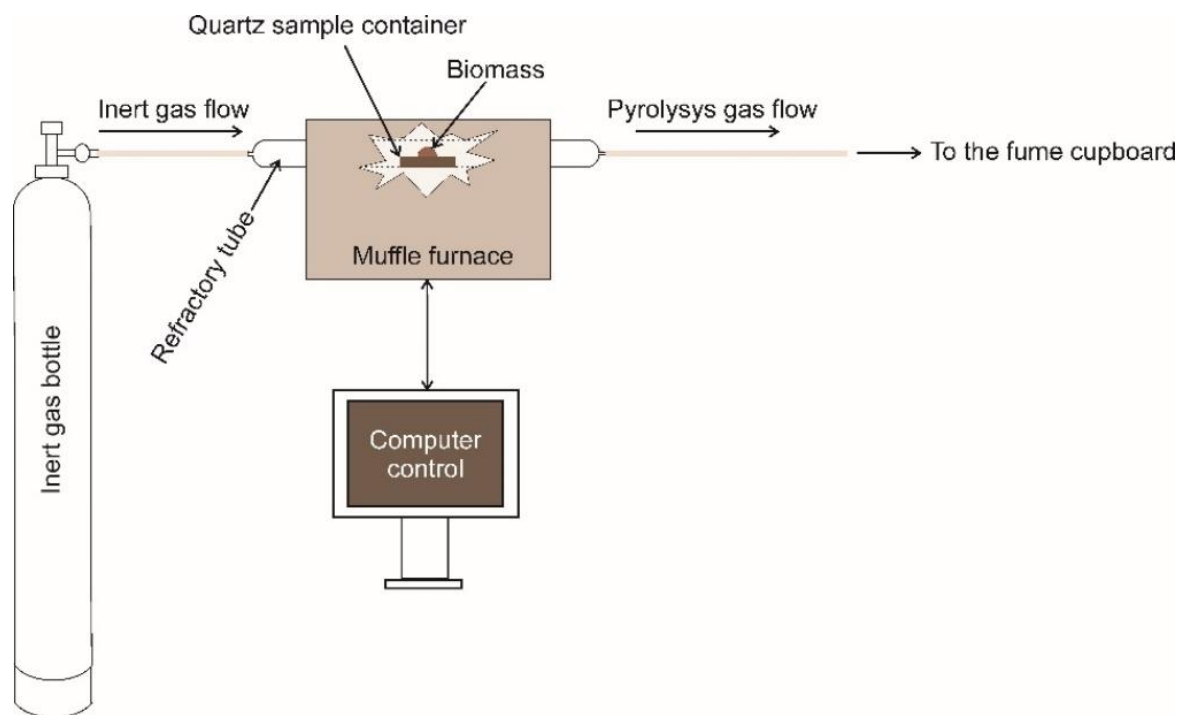 Quartz sample container
Biomass
Inert gas flow
Pyrolysys gas flow
To the fume cupboard
Refractory tube
Muffle furnace
Inert gas bottle
Computer
control